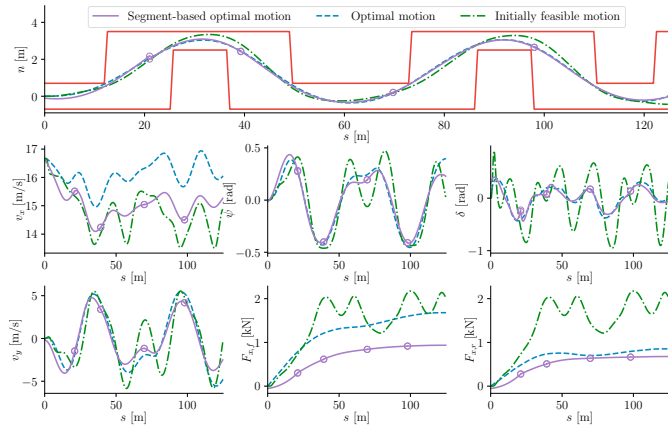 Segment-based optimal motion Optimal motion Initially feasible motion
n [m]
4
2
0
0 20 40 60 80 100 120
s [m]
v_x [m/s]
17
16
15
14
0 50 100
s [m]
ψ [rad]
0.5
0.0
−0.5
0 50 100
s [m]
δ [rad]
0
−1
0 50 100
s [m]
v_y [m/s]
5
0
−5
0 50 100
s [m]
F_{x,f} [kN]
2
1
0
0 50 100
s [m]
F_{x,r} [kN]
2
1
0
0 50 100
s [m]